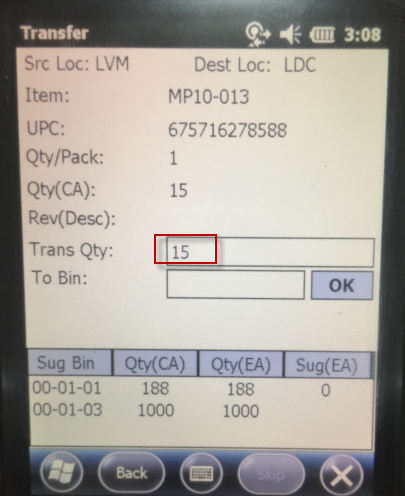 Transfer 3:08
Src Loc: LVM Dest Loc: LDC
Item: MP10-013
UPC: 675716278588
Qty/Pack: 1
Qty(CA): 15
Rev(Desc):
Trans Qty: 15
To Bin: OK
Sug Bin Qty(CA) Qty(EA) Sug(EA)
00-01-01 188 188 0
00-01-03 1000 1000
Back Skip